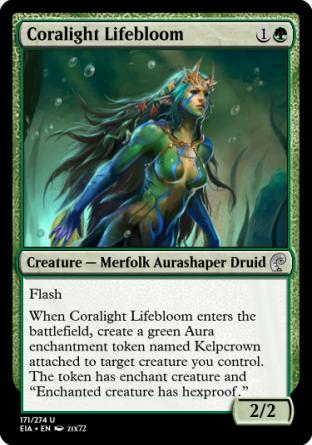 Coralight Lifebloom 1
Creature — Merfolk Aurashaper Druid
Flash
When Coralight Lifebloom enters the
battlefield, create a green Aura
enchantment token named Kelpcrown
attached to target creature you control.
The token has enchant creature and
“Enchanted creature has hexproof.”
2/2
171/274 U
EIA • EN zix72